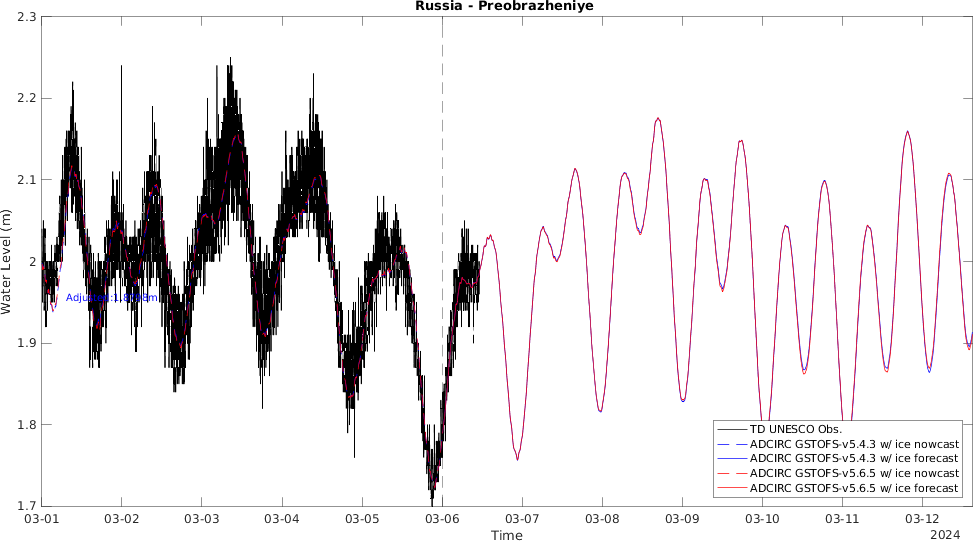 Russia - Preobrazheniye
Water Level (m)
2.3
2.2
2.1
2
1.9
1.8
1.7
03-01 03-02 03-03 03-04 03-05 03-06 03-07 03-08 03-09 03-10 03-11 03-12
2024
Time
TD UNESCO Obs.
ADCIRC GSTOFS-v5.4.3 w/ ice nowcast
ADCIRC GSTOFS-v5.4.3 w/ ice forecast
ADCIRC GSTOFS-v5.6.5 w/ ice nowcast
ADCIRC GSTOFS-v5.6.5 w/ ice forecast